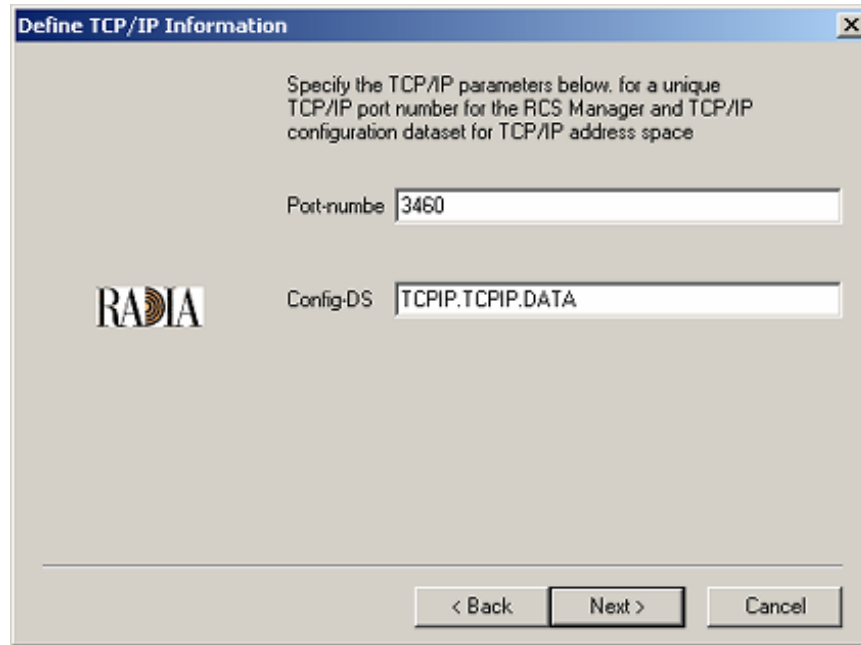 Define TCP/IP Information
Specify the TCP/IP parameters below. for a unique
TCP/IP port number for the RCS Manager and TCP/IP
configuration dataset for TCP/IP address space
Port-numbe 3460
RADIA
Config-DS TCPIP.TCPIP.DATA
< Back Next > Cancel